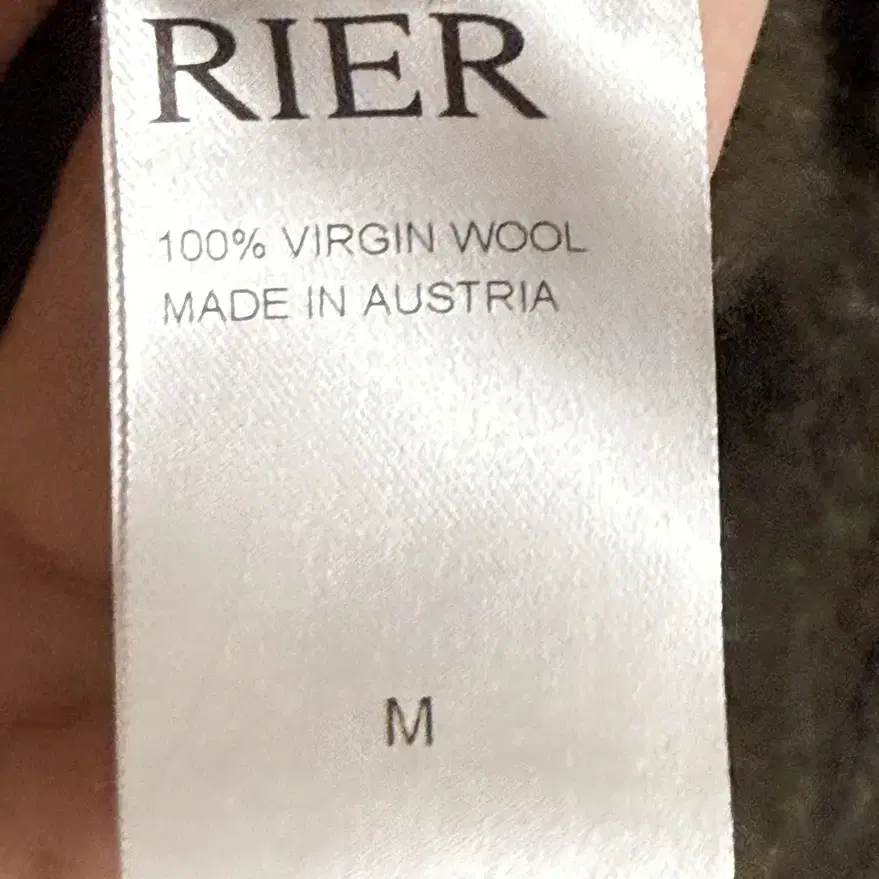 RIER
100% VIRGIN WOOL
MADE IN AUSTRIA
M